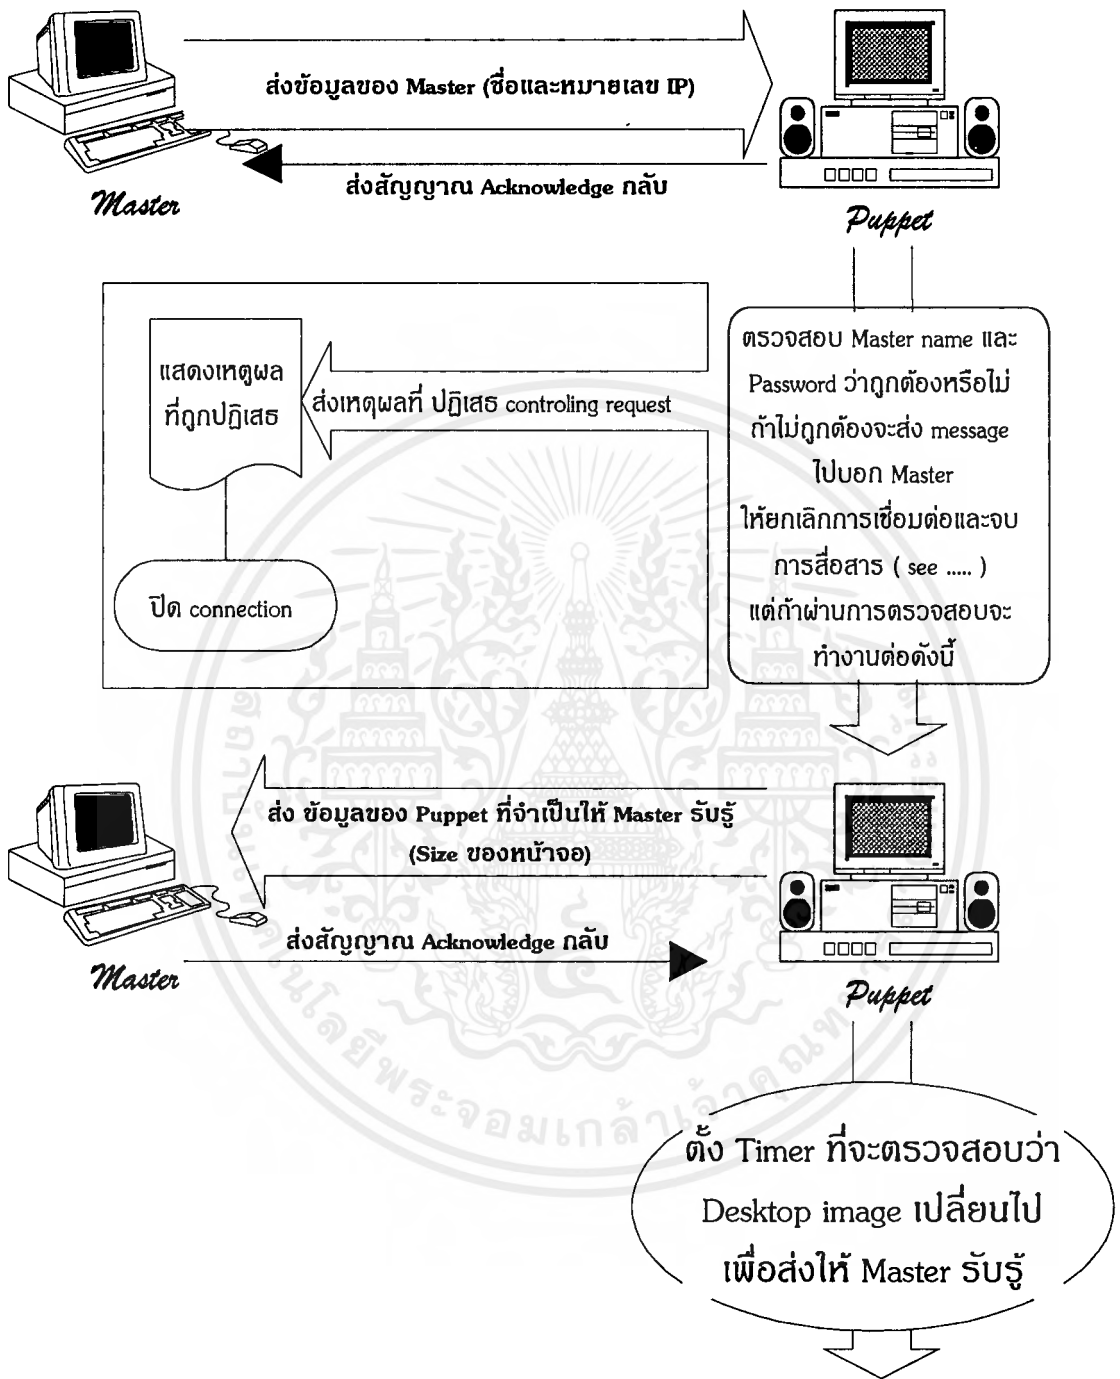 ส่งข้อมูลของ Master (ชื่อและหมายเลข IP)
ส่งสัญญาณ Acknowledge กลับ
Master
Puppet
ตรวจสอบ Master name และ
Password ว่าถูกต้องหรือไม่
ถ้าไม่ถูกต้องจะส่ง message
ไปบอก Master
ให้ยกเลิกการเชื่อมต่อและจบ
การสื่อสาร ( see ..... )
แต่ถ้าผ่านการตรวจสอบจะ
ทำงานต่อดังนี้
แสดงเหตุผล
ที่ถูกปฏิเสธ
ส่งเหตุผลที่ ปฏิเสธ controling request
ปิด connection
ส่ง ข้อมูลของ Puppet ที่จำเป็นให้ Master รับรู้
(Size ของหน้าจอ)
ส่งสัญญาณ Acknowledge กลับ
Master
Puppet
ตั้ง Timer ที่จะตรวจสอบว่า
Desktop image เปลี่ยนไป
เพื่อส่งให้ Master รับรู้